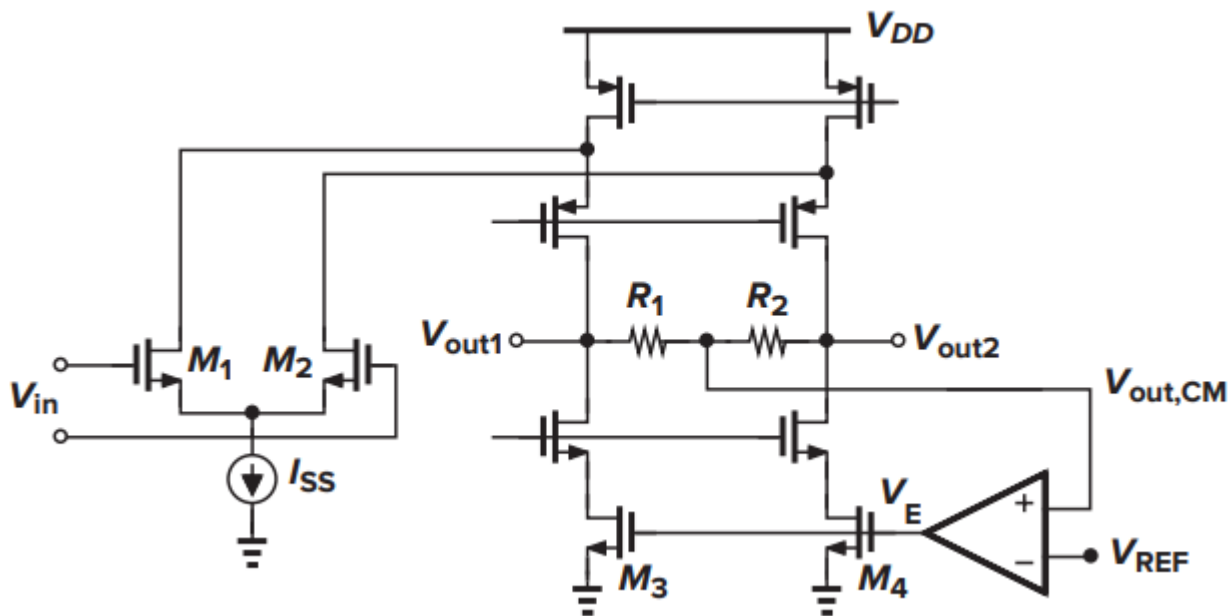 V_DD
R_1
R_2
V_out1
V_out2
M_1
M_2
V_in
V_out,CM
I_SS
V_E
+
−
V_REF
M_3
M_4